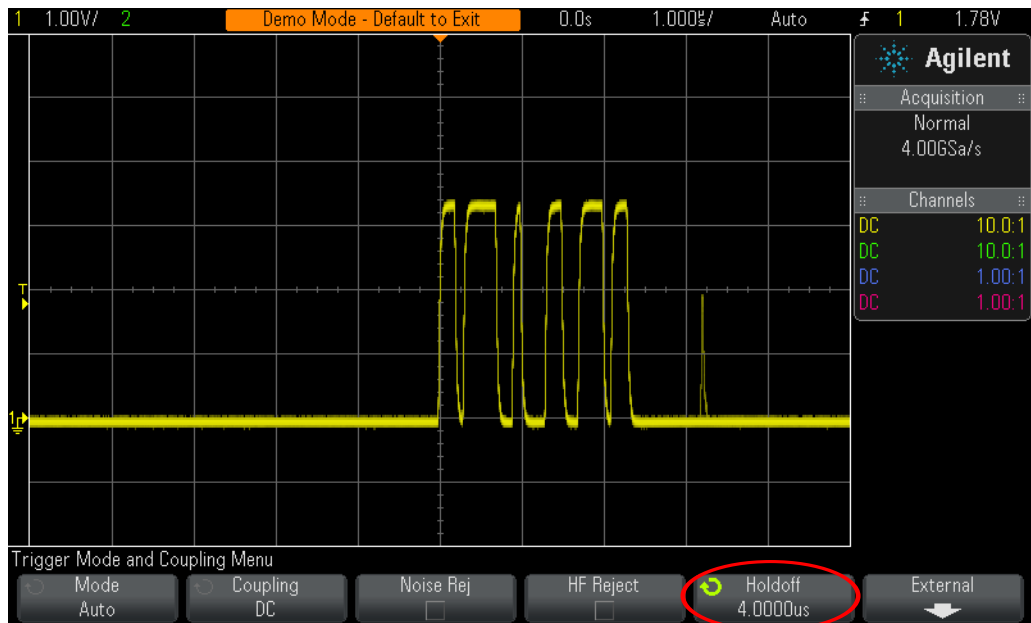 1 1.00V/ 2 Demo Mode - Default to Exit 0.0s 1.000µs/ Auto 1 1.78V
Agilent
Acquisition
Normal
4.00GSa/s
Channels
DC 10.0:1
DC 10.0:1
DC 1.00:1
DC 1.00:1
T
1
Trigger Mode and Coupling Menu
Mode Coupling Noise Rej HF Reject Holdoff External
Auto DC 4.0000us